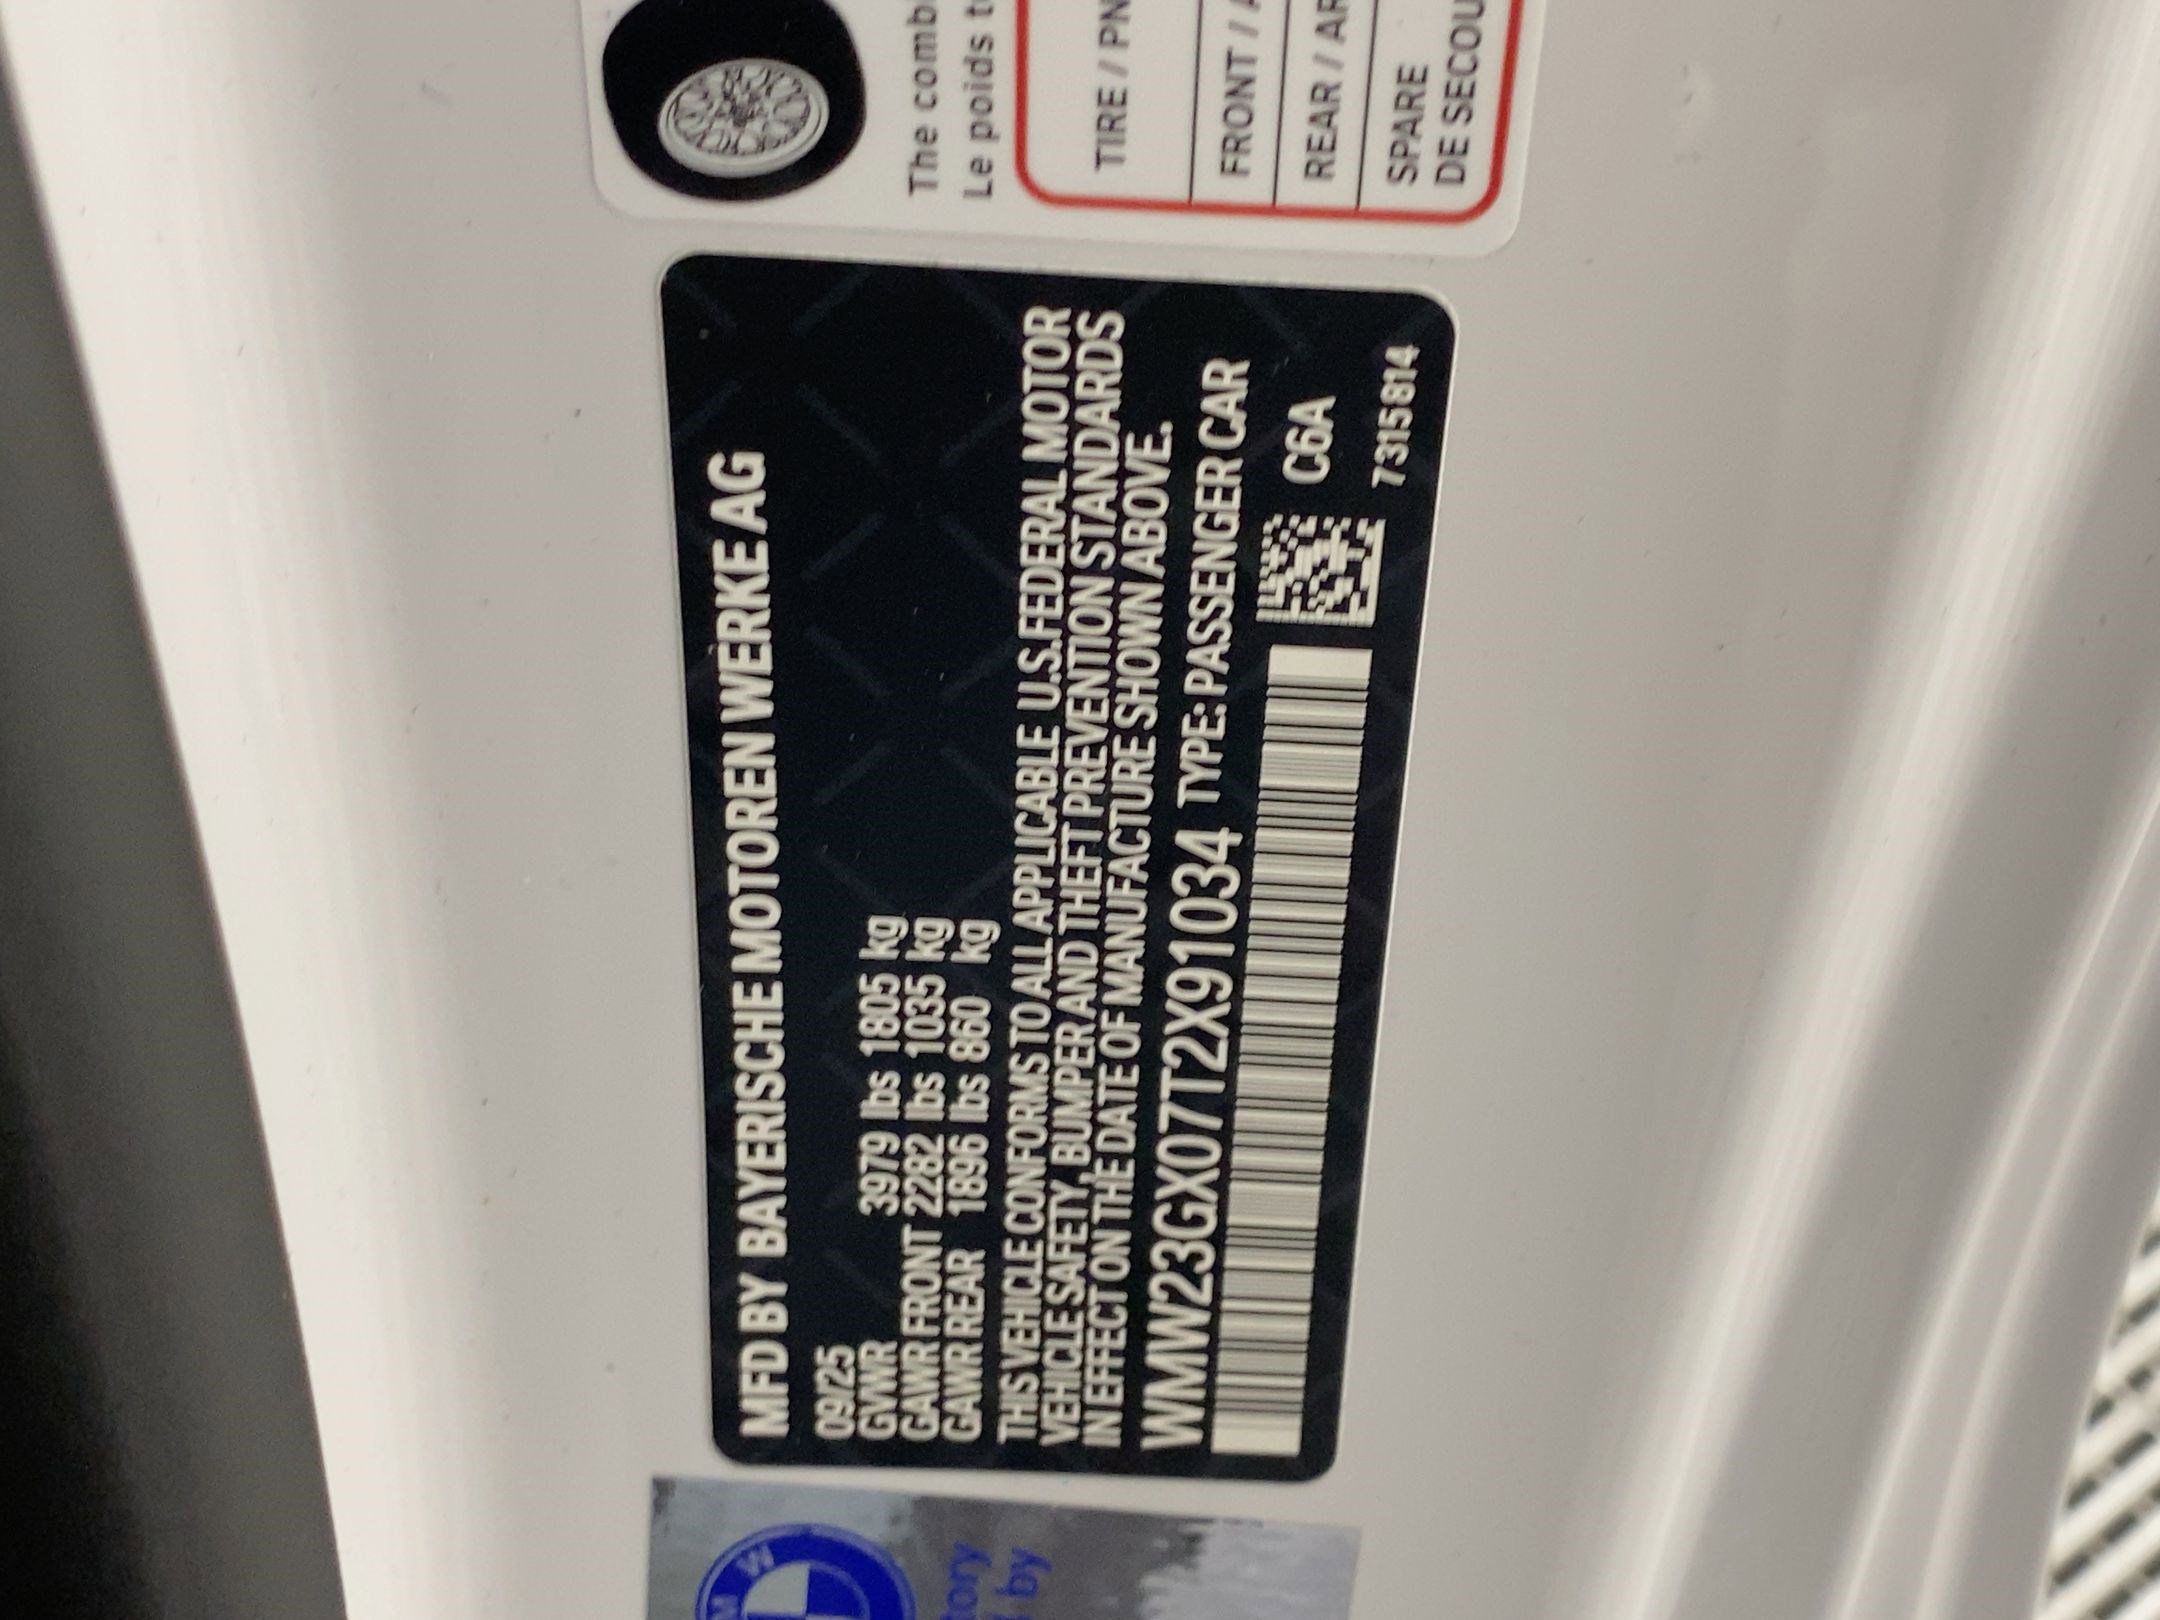 MFD BY BAYERISCHE MOTOREN WERKE AG
09/25
GVWR 3979 lbs 1805 kg
GAWR FRONT 2282 lbs 1035 kg
GAWR REAR 1896 lbs 860 kg
THIS VEHICLE CONFORMS TO ALL APPLICABLE U.S.FEDERAL MOTOR
VEHICLE SAFETY, BUMPER AND THEFT PREVENTION STANDARDS
IN EFFECT ON THE DATE OF MANUFACTURE SHOWN ABOVE.
WMW23GX07T2X91034 TYPE: PASSENGER CAR
C6A
7315814
The
Le poids
TIRE / PN
FRONT / A
REAR / AR
SPARE
DE SECOU
M W
by